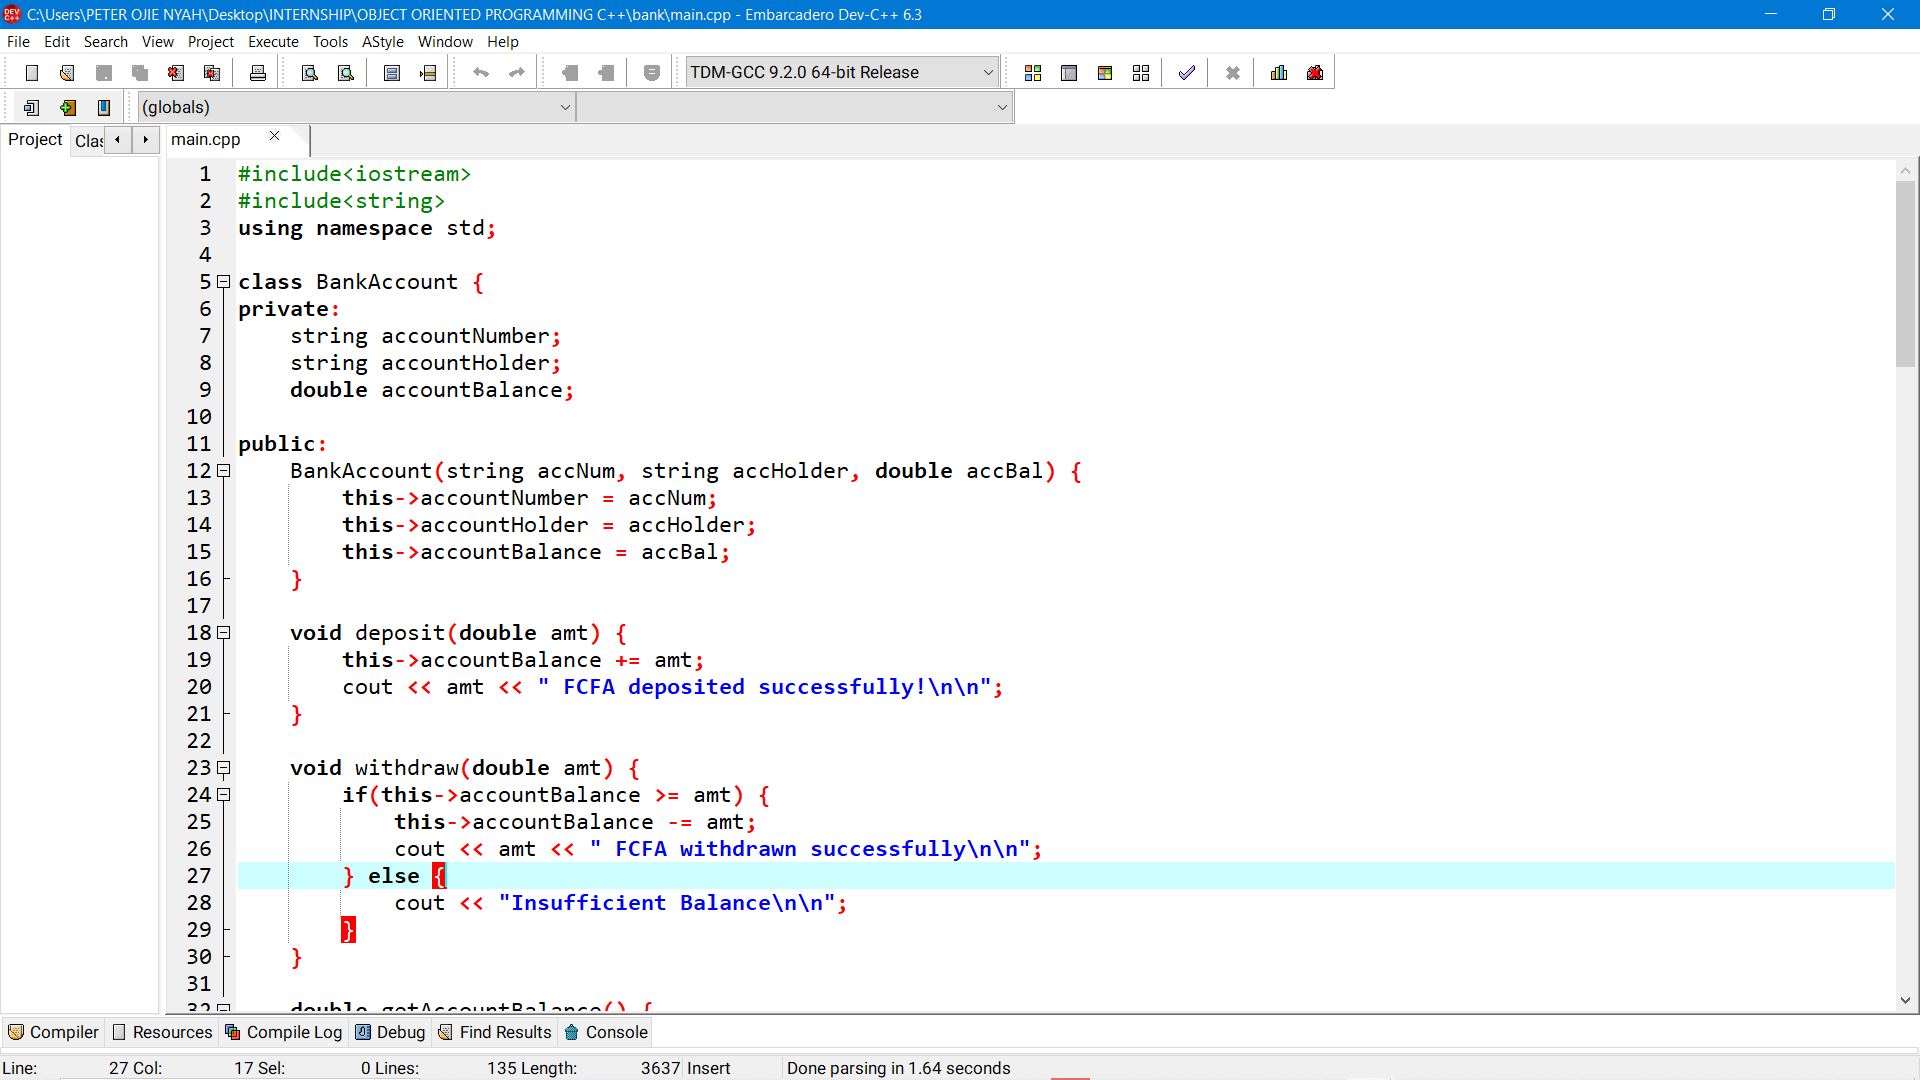 C:\Users\PETER OJIE NYAH\Desktop\INTERNSHIP\OBJECT ORIENTED PROGRAMMING C++\bank\main.cpp - Embarcadero Dev-C++ 6.3
File Edit Search View Project Execute Tools AStyle Window Help
TDM-GCC 9.2.0 64-bit Release
(globals)
Project Clas main.cpp
1 #include<iostream>
2 #include<string>
3 using namespace std;
4
5 class BankAccount {
6 private:
7     string accountNumber;
8     string accountHolder;
9     double accountBalance;
10
11 public:
12     BankAccount(string accNum, string accHolder, double accBal) {
13         this->accountNumber = accNum;
14         this->accountHolder = accHolder;
15         this->accountBalance = accBal;
16     }
17
18     void deposit(double amt) {
19         this->accountBalance += amt;
20         cout << amt << " FCFA deposited successfully!\n\n";
21     }
22
23     void withdraw(double amt) {
24         if(this->accountBalance >= amt) {
25             this->accountBalance -= amt;
26             cout << amt << " FCFA withdrawn successfully\n\n";
27         } else {
28             cout << "Insufficient Balance\n\n";
29         }
30     }
31
32     double getAccountBalance() {
Compiler Resources Compile Log Debug Find Results Console
Line: 27 Col: 17 Sel: 0 Lines: 135 Length: 3637 Insert Done parsing in 1.64 seconds